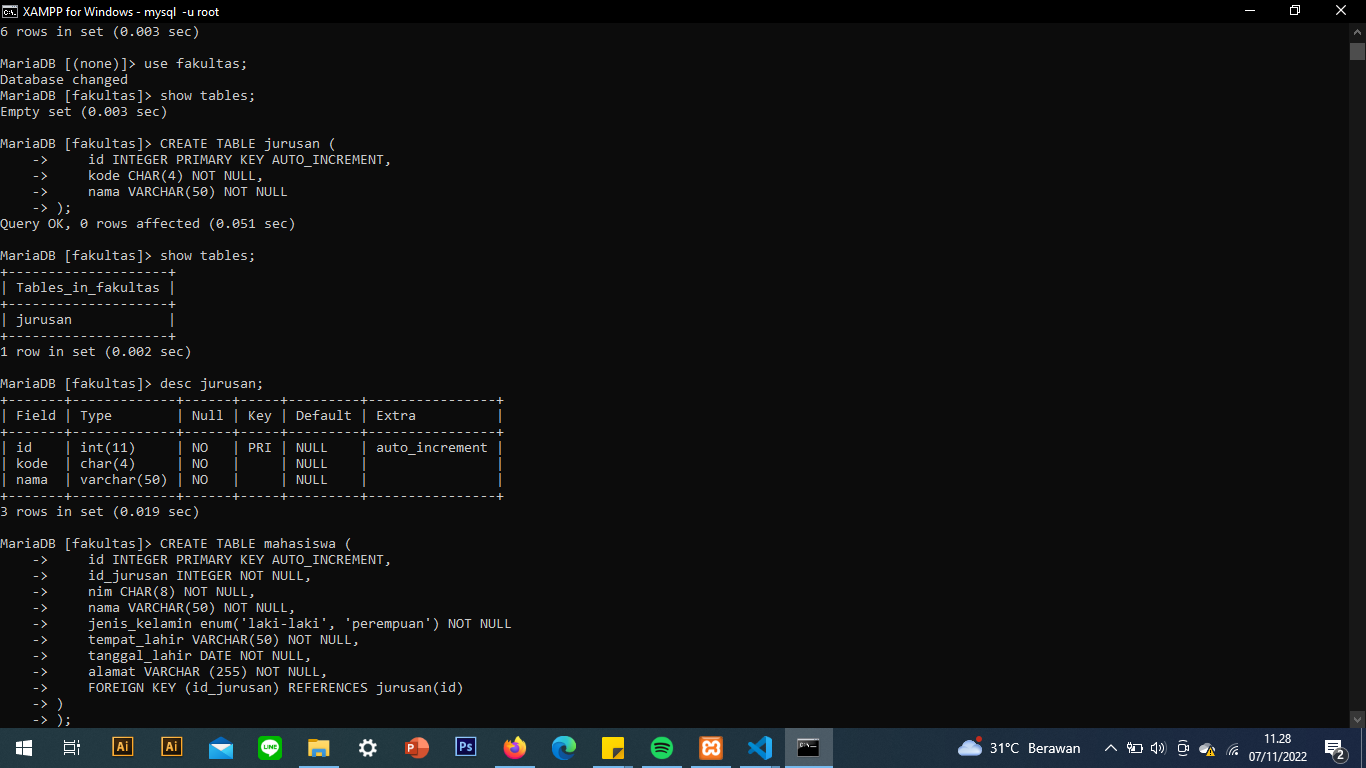 XAMPP for Windows - mysql  -u root
6 rows in set (0.003 sec)
MariaDB [(none)]> use fakultas;
Database changed
MariaDB [fakultas]> show tables;
Empty set (0.003 sec)
MariaDB [fakultas]> CREATE TABLE jurusan (
    ->     id INTEGER PRIMARY KEY AUTO_INCREMENT,
    ->     kode CHAR(4) NOT NULL,
    ->     nama VARCHAR(50) NOT NULL
    -> );
Query OK, 0 rows affected (0.051 sec)
MariaDB [fakultas]> show tables;
+--------------------+
| Tables_in_fakultas |
+--------------------+
| jurusan            |
+--------------------+
1 row in set (0.002 sec)
MariaDB [fakultas]> desc jurusan;
+-------+-------------+------+-----+---------+----------------+
| Field | Type        | Null | Key | Default | Extra          |
+-------+-------------+------+-----+---------+----------------+
| id    | int(11)     | NO   | PRI | NULL    | auto_increment |
| kode  | char(4)     | NO   |     | NULL    |                |
| nama  | varchar(50) | NO   |     | NULL    |                |
+-------+-------------+------+-----+---------+----------------+
3 rows in set (0.019 sec)
MariaDB [fakultas]> CREATE TABLE mahasiswa (
    ->     id INTEGER PRIMARY KEY AUTO_INCREMENT,
    ->     id_jurusan INTEGER NOT NULL,
    ->     nim CHAR(8) NOT NULL,
    ->     nama VARCHAR(50) NOT NULL,
    ->     jenis_kelamin enum('laki-laki', 'perempuan') NOT NULL
    ->     tempat_lahir VARCHAR(50) NOT NULL,
    ->     tanggal_lahir DATE NOT NULL,
    ->     alamat VARCHAR (255) NOT NULL,
    ->     FOREIGN KEY (id_jurusan) REFERENCES jurusan(id)
    -> )
    -> );
Ai
Ai
LINE
P
Ps
31°C  Berawan
11.28
07/11/2022
2